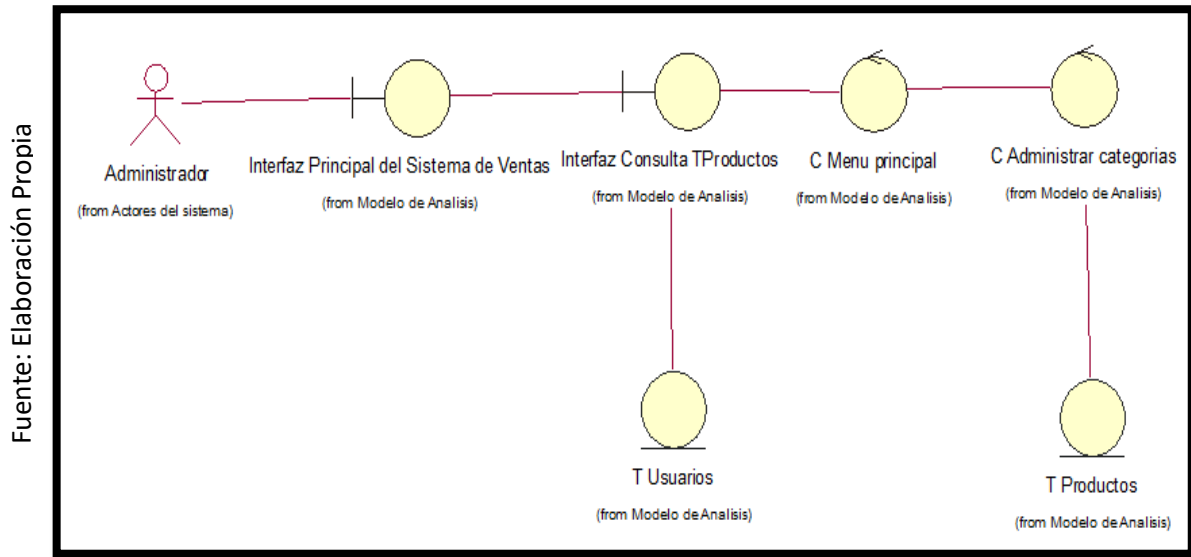 Fuente: Elaboración Propia
Administrador
(from Actores del sistema)
Interfaz Principal del Sistema de Ventas
(from Modelo de Analisis)
Interfaz Consulta TProductos
(from Modelo de Analisis)
C Menu principal
(from Modelo de Analisis)
C Administrar categorias
(from Modelo de Analisis)
T Usuarios
(from Modelo de Analisis)
T Productos
(from Modelo de Analisis)